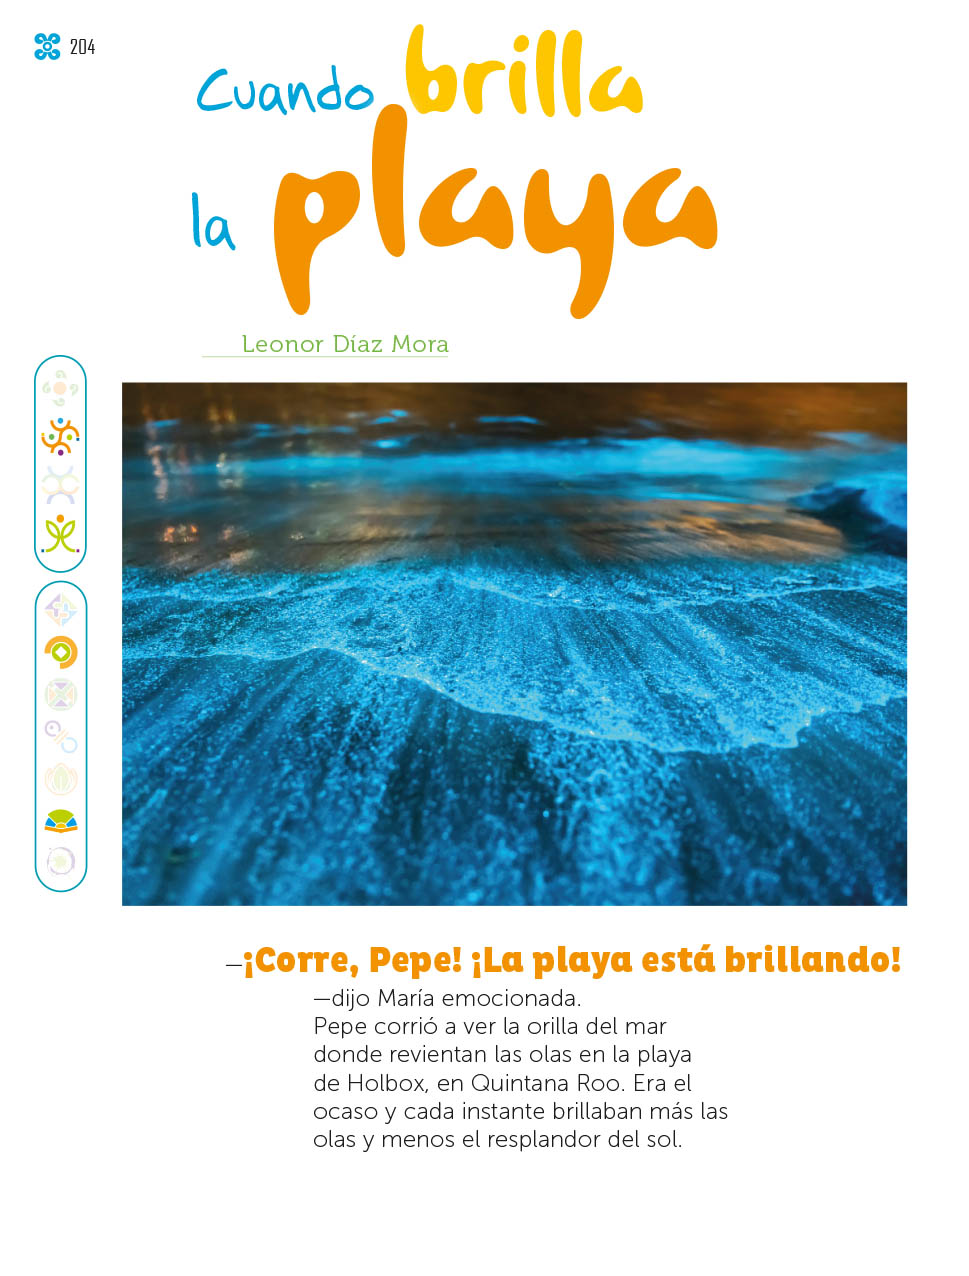 204
Cuando brilla
la playa
Leonor Díaz Mora
—¡Corre, Pepe! ¡La playa está brillando!
—dijo María emocionada.
Pepe corrió a ver la orilla del mar
donde revientan las olas en la playa
de Holbox, en Quintana Roo. Era el
ocaso y cada instante brillaban más las
olas y menos el resplandor del sol.